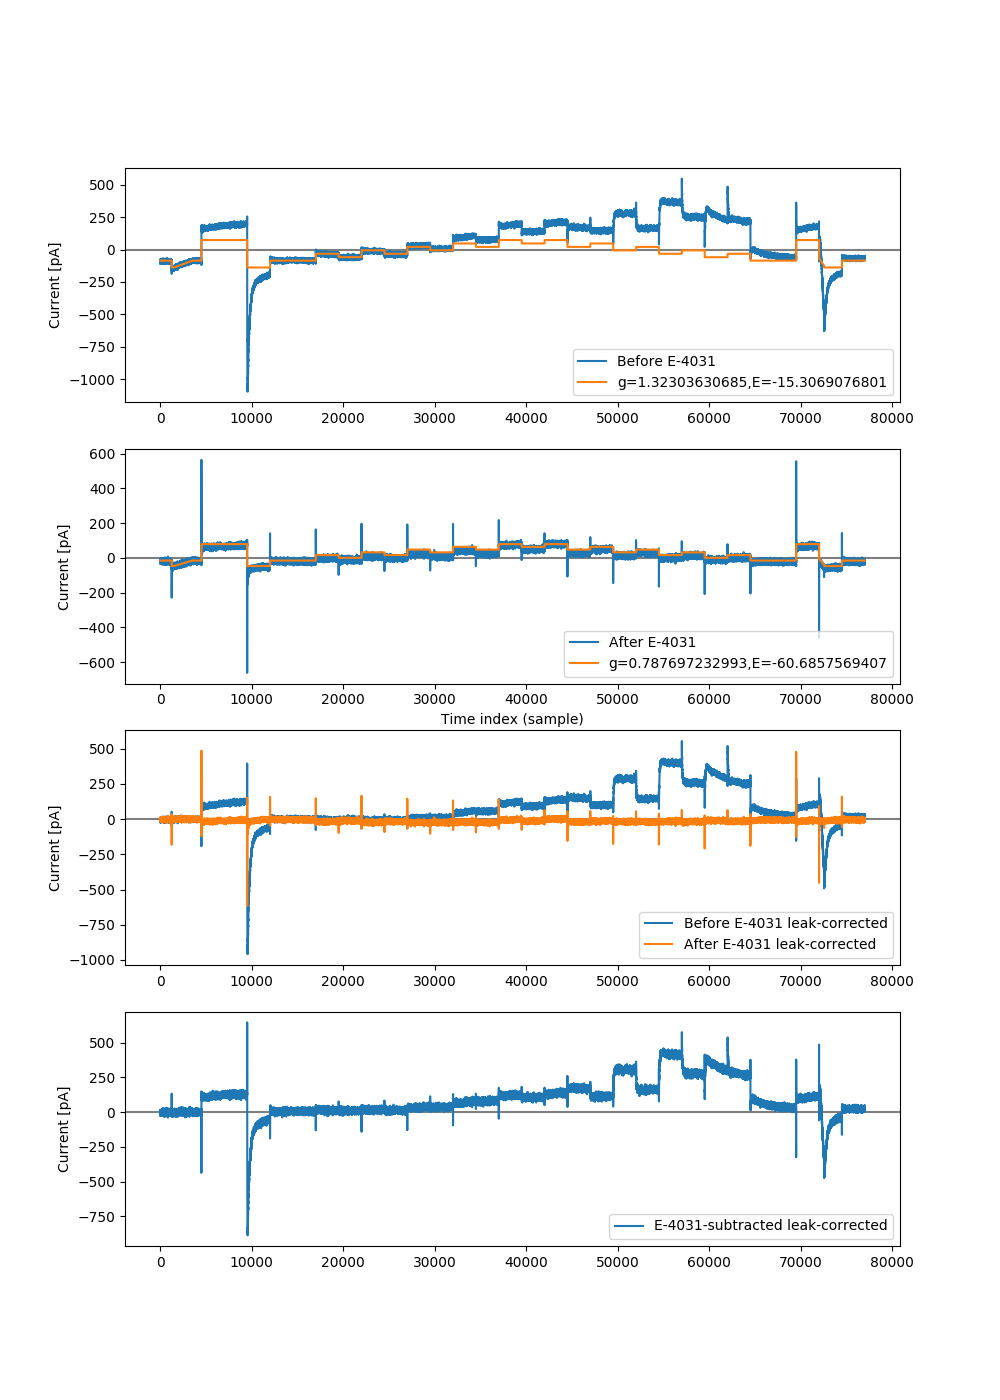 500
250
0
−250
−500
−750
−1000
Current [pA]
Before E-4031
g=1.32303630685,E=-15.3069076801
0 10000 20000 30000 40000 50000 60000 70000 80000
600
400
200
0
−200
−400
−600
Current [pA]
After E-4031
g=0.787697232993,E=-60.6857569407
0 10000 20000 30000 40000 50000 60000 70000 80000
Time index (sample)
500
250
0
−250
−500
−750
−1000
Current [pA]
Before E-4031 leak-corrected
After E-4031 leak-corrected
0 10000 20000 30000 40000 50000 60000 70000 80000
500
250
0
−250
−500
−750
Current [pA]
E-4031-subtracted leak-corrected
0 10000 20000 30000 40000 50000 60000 70000 80000